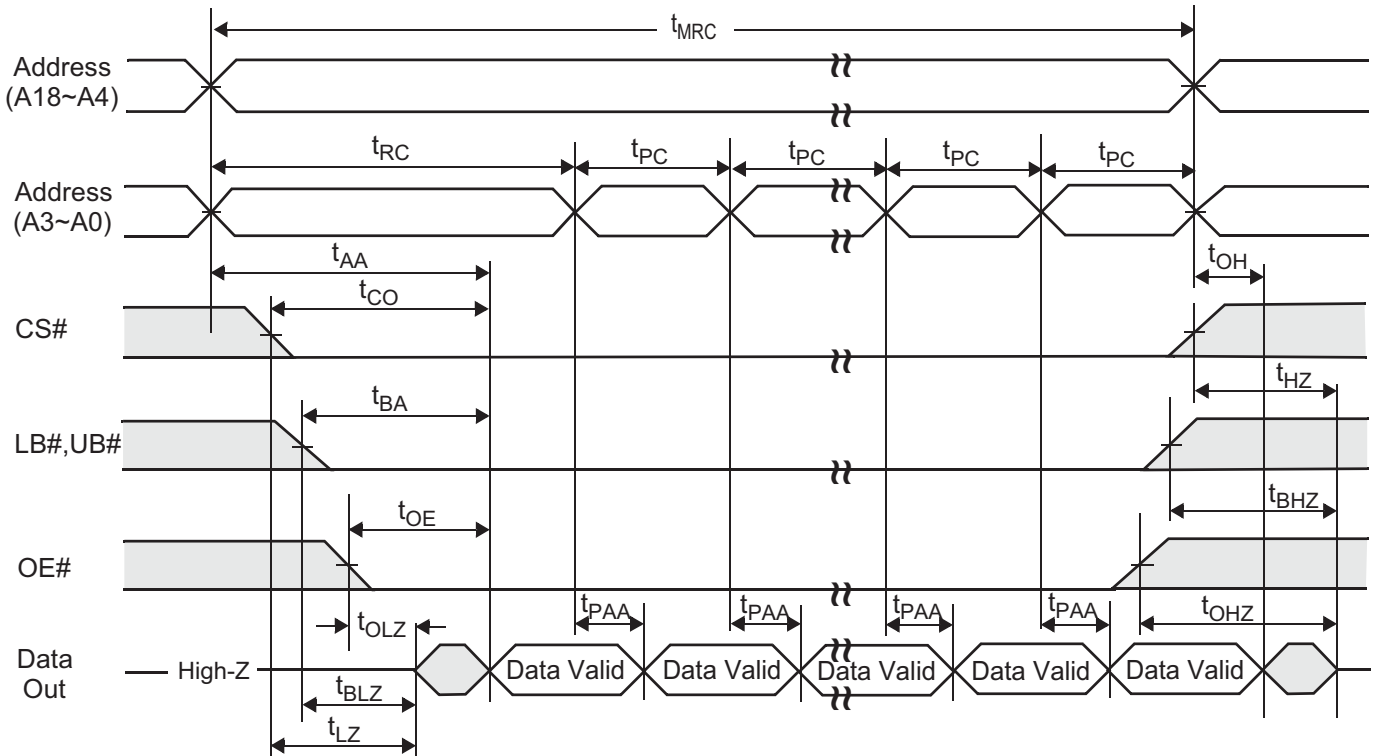 tMRC
Address
(A18~A4)
tRC tPC tPC tPC tPC
Address
(A3~A0)
tAA tOH
tCO
CS#
tHZ
tBA
LB#,UB#
tBHZ
tOE
OE#
tOLZ tPAA tPAA tPAA tPAA tOHZ
Data
Out
High-Z Data Valid Data Valid Data Valid Data Valid Data Valid
tBLZ
tLZ